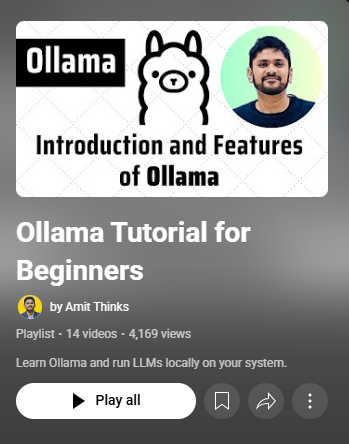 Ollama
Introduction and Features
of Ollama
Ollama Tutorial for
Beginners
by Amit Thinks
Playlist • 14 videos • 4,169 views
Learn Ollama and run LLMs locally on your system.
Play all